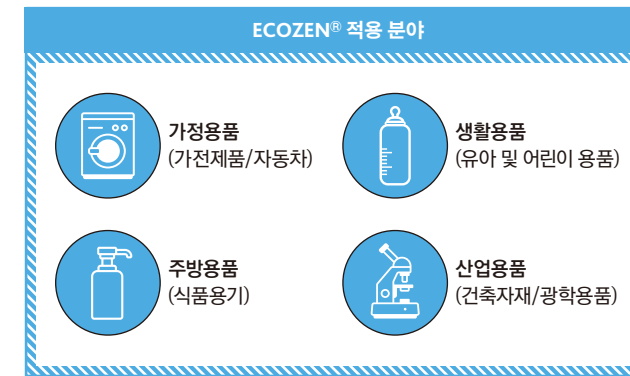 ECOZEN® 적용 분야
가정용품
(가전제품/자동차)
생활용품
(유아 및 어린이 용품)
주방용품
(식품용기)
산업용품
(건축자재/광학용품)